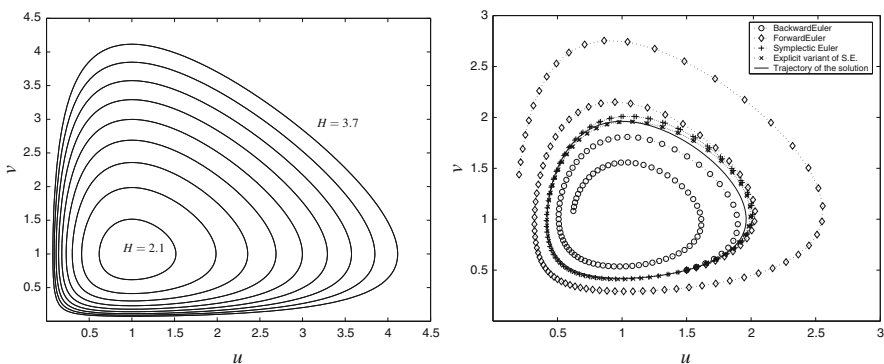 4.5
4
3.5
3
2.5
2
1.5
1
0.5
v
H = 3.7
H = 2.1
0.5 1 1.5 2 2.5 3 3.5 4 4.5
u
3
2.5
2
1.5
1
0.5
0
v
BackwardEuler
ForwardEuler
Symplectic Euler
Explicit variant of S.E.
Trajectory of the solution
0.5 1 1.5 2 2.5 3
u